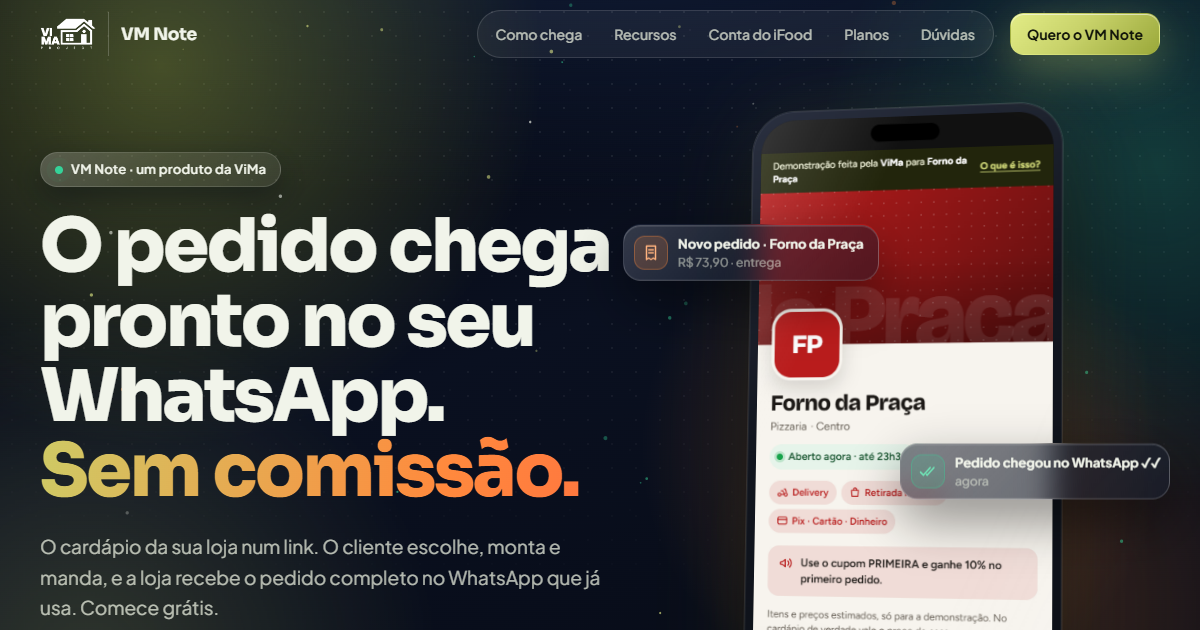 VI
MA
PROJECT
VM Note
Como chega
Recursos
Conta do iFood
Planos
Dúvidas
Quero o VM Note
VM Note · um produto da ViMa
O pedido chega
pronto no seu
WhatsApp.
Sem comissão.
O cardápio da sua loja num link. O cliente escolhe, monta e
manda, e a loja recebe o pedido completo no WhatsApp que já
usa. Comece grátis.
Demonstração feita pela ViMa para Forno da
Praça
O que é isso?
Novo pedido · Forno da Praça
R$ 73,90 · entrega
Praça
FP
Forno da Praça
Pizzaria · Centro
Aberto agora · até 23h3
Pedido chegou no WhatsApp ✓✓
agora
Delivery
Retirada
Pix · Cartão · Dinheiro
Use o cupom PRIMEIRA e ganhe 10% no
primeiro pedido.
Itens e preços estimados, só para a demonstração. No